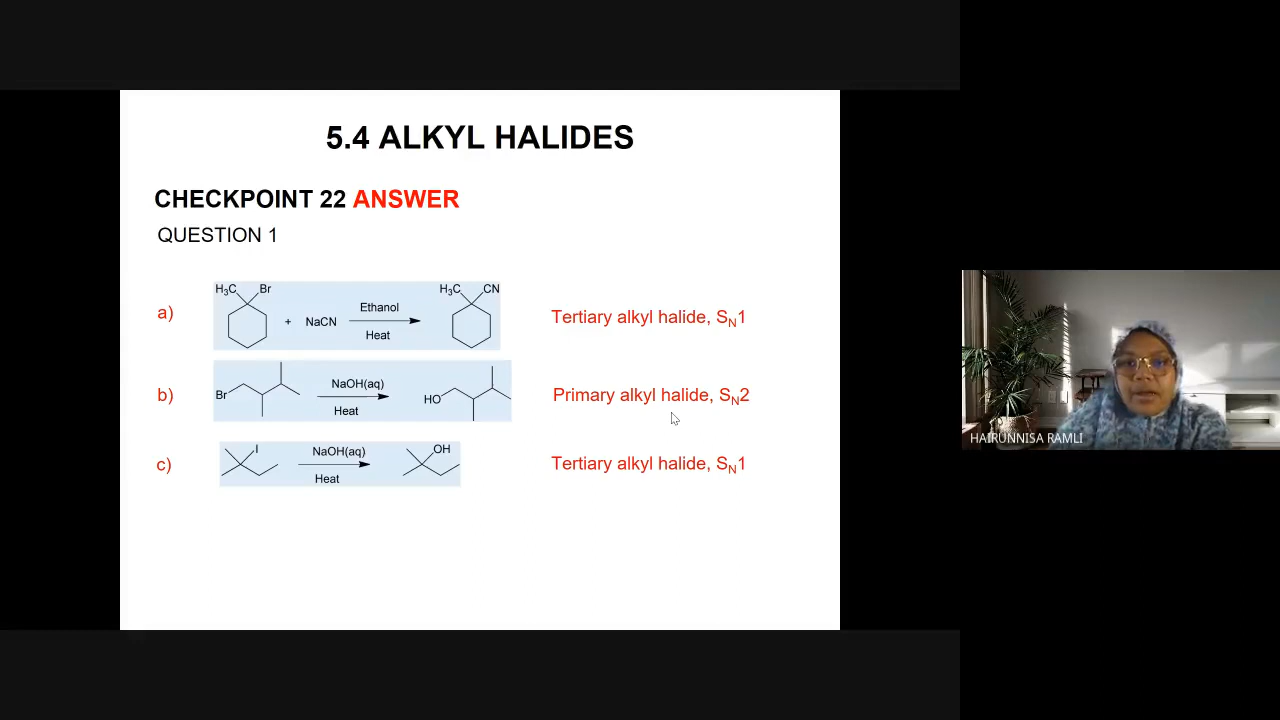 5.4 ALKYL HALIDES
CHECKPOINT 22 ANSWER
QUESTION 1
a)
H3C Br
+ NaCN
Ethanol
Heat
H3C CN
Tertiary alkyl halide, SN1
b)
Br
NaOH(aq)
Heat
HO
Primary alkyl halide, SN2
c)
I
NaOH(aq)
Heat
OH
Tertiary alkyl halide, SN1
HAIRUNNISA RAMLI